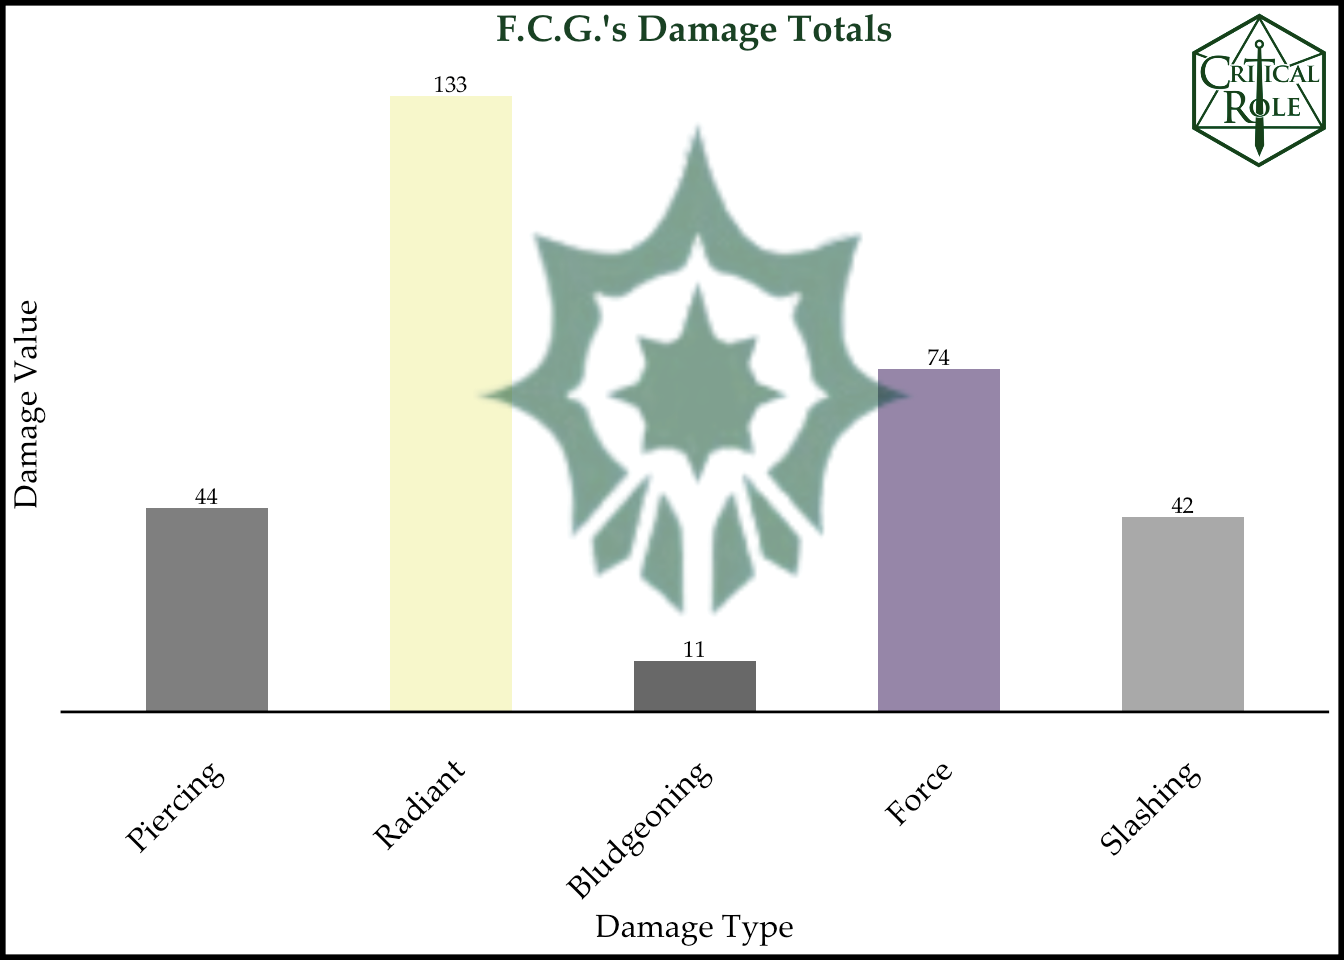 F.C.G.'s Damage Totals
CRITICAL
ROLE
133
74
44
42
11
Damage Value
Piercing
Radiant
Bludgeoning
Force
Slashing
Damage Type